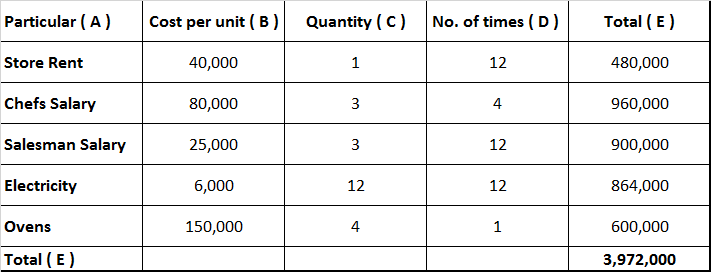 Particular ( A ) Cost per unit ( B ) Quantity ( C ) No. of times ( D ) Total ( E )
Store Rent 40,000 1 12 480,000
Chefs Salary 80,000 3 4 960,000
Salesman Salary 25,000 3 12 900,000
Electricity 6,000 12 12 864,000
Ovens 150,000 4 1 600,000
Total ( E ) 3,972,000